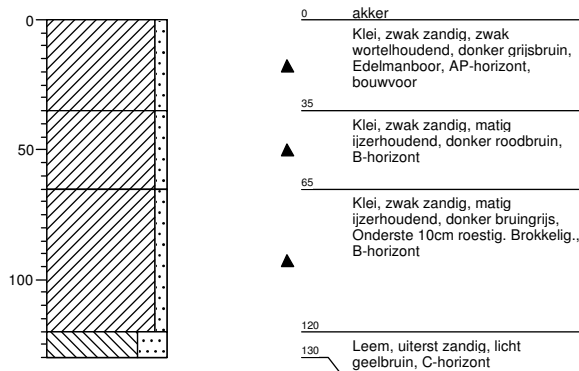 0
50
100
0
akker
Klei, zwak zandig, zwak
wortelhoudend, donker grijsbruin,
Edelmanboor, AP-horizont,
bouwvoor
35
Klei, zwak zandig, matig
ijzerhoudend, donker roodbruin,
B-horizont
65
Klei, zwak zandig, matig
ijzerhoudend, donker bruingrijs,
Onderste 10cm roestig. Brokkelig.,
B-horizont
120
Leem, uiterst zandig, licht
geelbruin, C-horizont
130